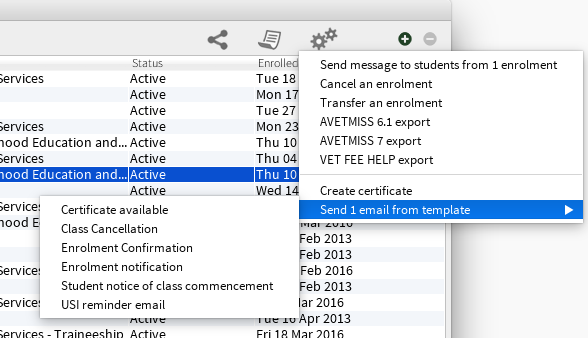 Status Enrolled
Services Active Tue 18
Active Mon 17
Active Tue 27
Services Active Mon 23
hood Education and... Active Thu 10
Services Active Thu 04
hood Education and... Active Thu 10
Active Wed 14
Send message to students from 1 enrolment
Cancel an enrolment
Transfer an enrolment
AVETMISS 6.1 export
AVETMISS 7 export
VET FEE HELP export
Create certificate
Send 1 email from template
Certificate available
Class Cancellation
Enrolment Confirmation
Enrolment notification
Student notice of class commencement
USI reminder email
Services
hood E Mar 2016
Feb 2013
Feb 2013
Services Feb 2016
Feb 2013
Services Mar 2016
Active Tue 16 Apr 2013
Services - Traineeship Active Fri 18 Mar 2016